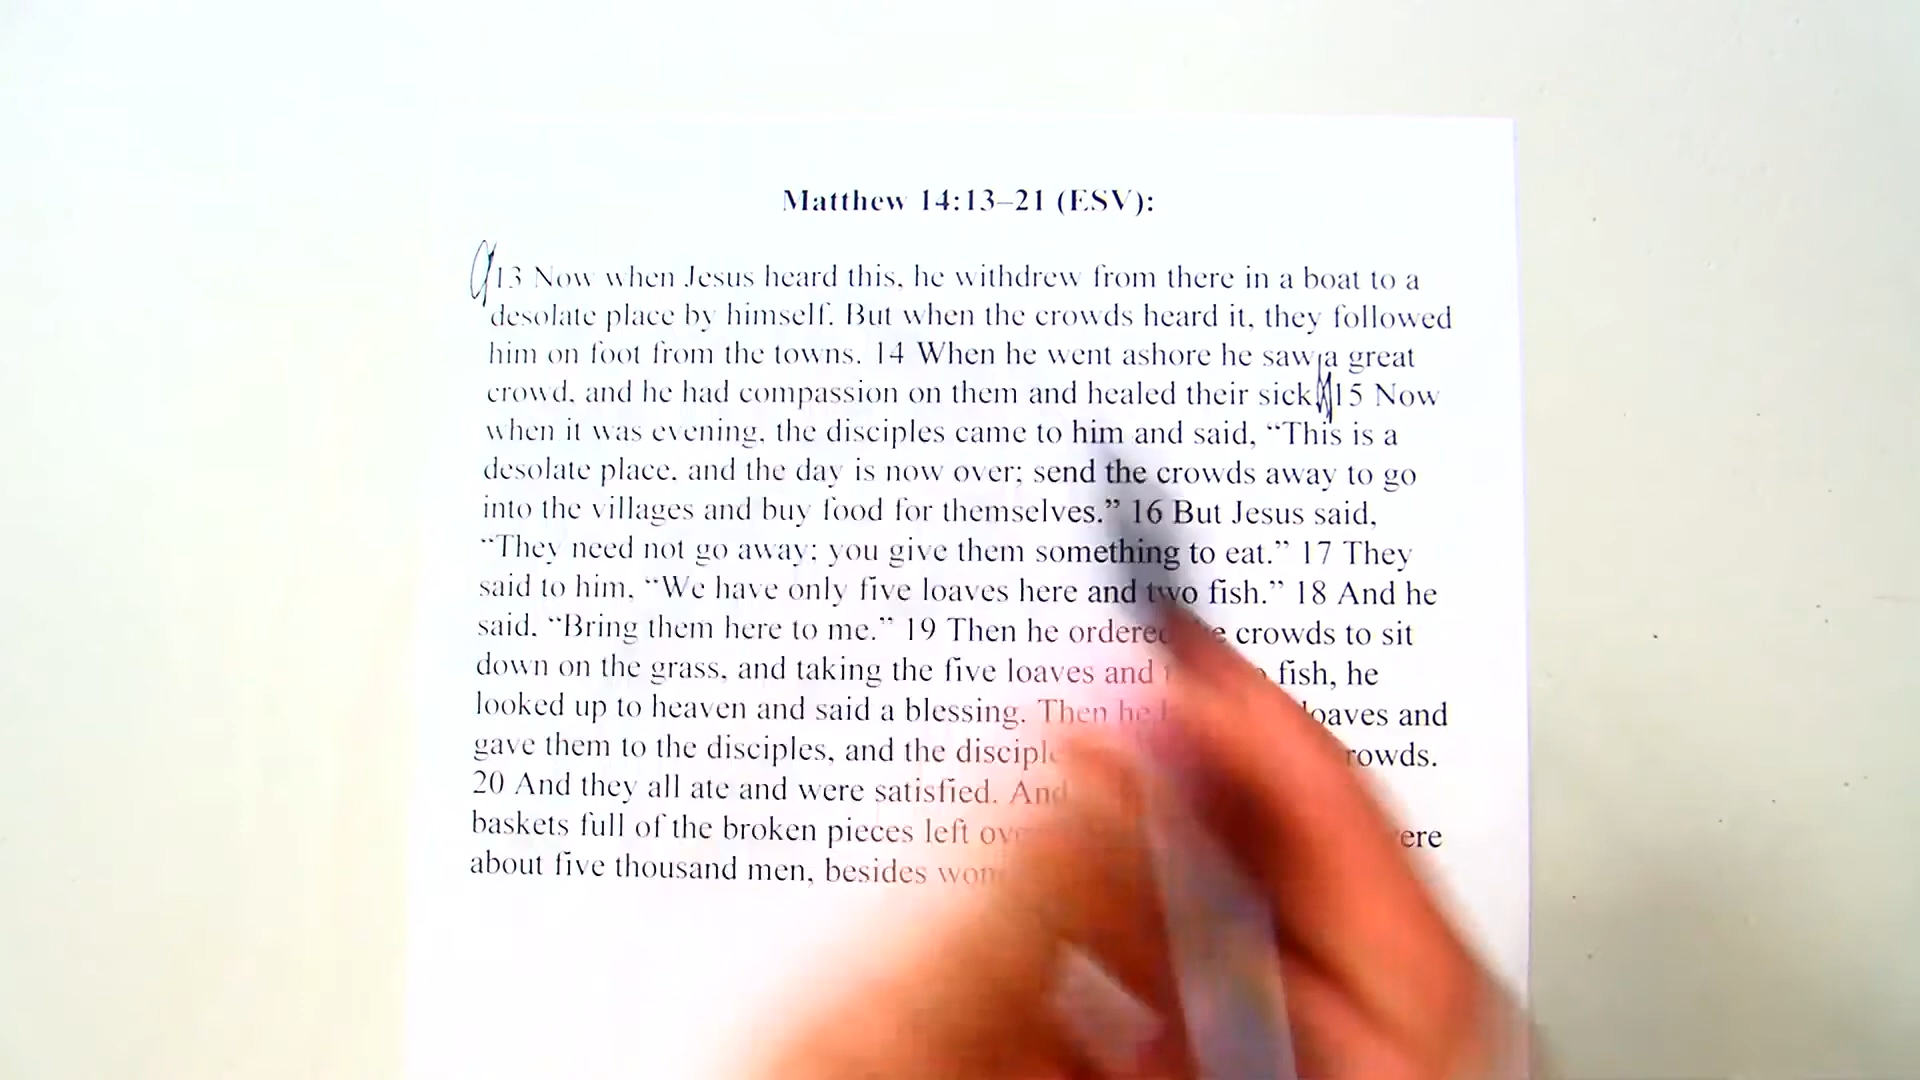 Matthew 14:13–21 (ESV):
13 Now when Jesus heard this, he withdrew from there in a boat to a
desolate place by himself. But when the crowds heard it, they followed
him on foot from the towns. 14 When he went ashore he saw a great
crowd, and he had compassion on them and healed their sick 15 Now
when it was evening, the disciples came to him and said, “This is a
desolate place, and the day is now over; send the crowds away to go
into the villages and buy food for themselves.” 16 But Jesus said,
“They need not go away; you give them something to eat.” 17 They
said to him, “We have only five loaves here and two fish.” 18 And he
said, “Bring them here to me.” 19 Then he ordered crowds to sit
down on the grass, and taking the five loaves and fish, he
looked up to heaven and said a blessing. Then he loaves and
gave them to the disciples, and the crowds.
20 And they all ate and were satisfied. And
baskets full of the broken pieces left were
about five thousand men, besides